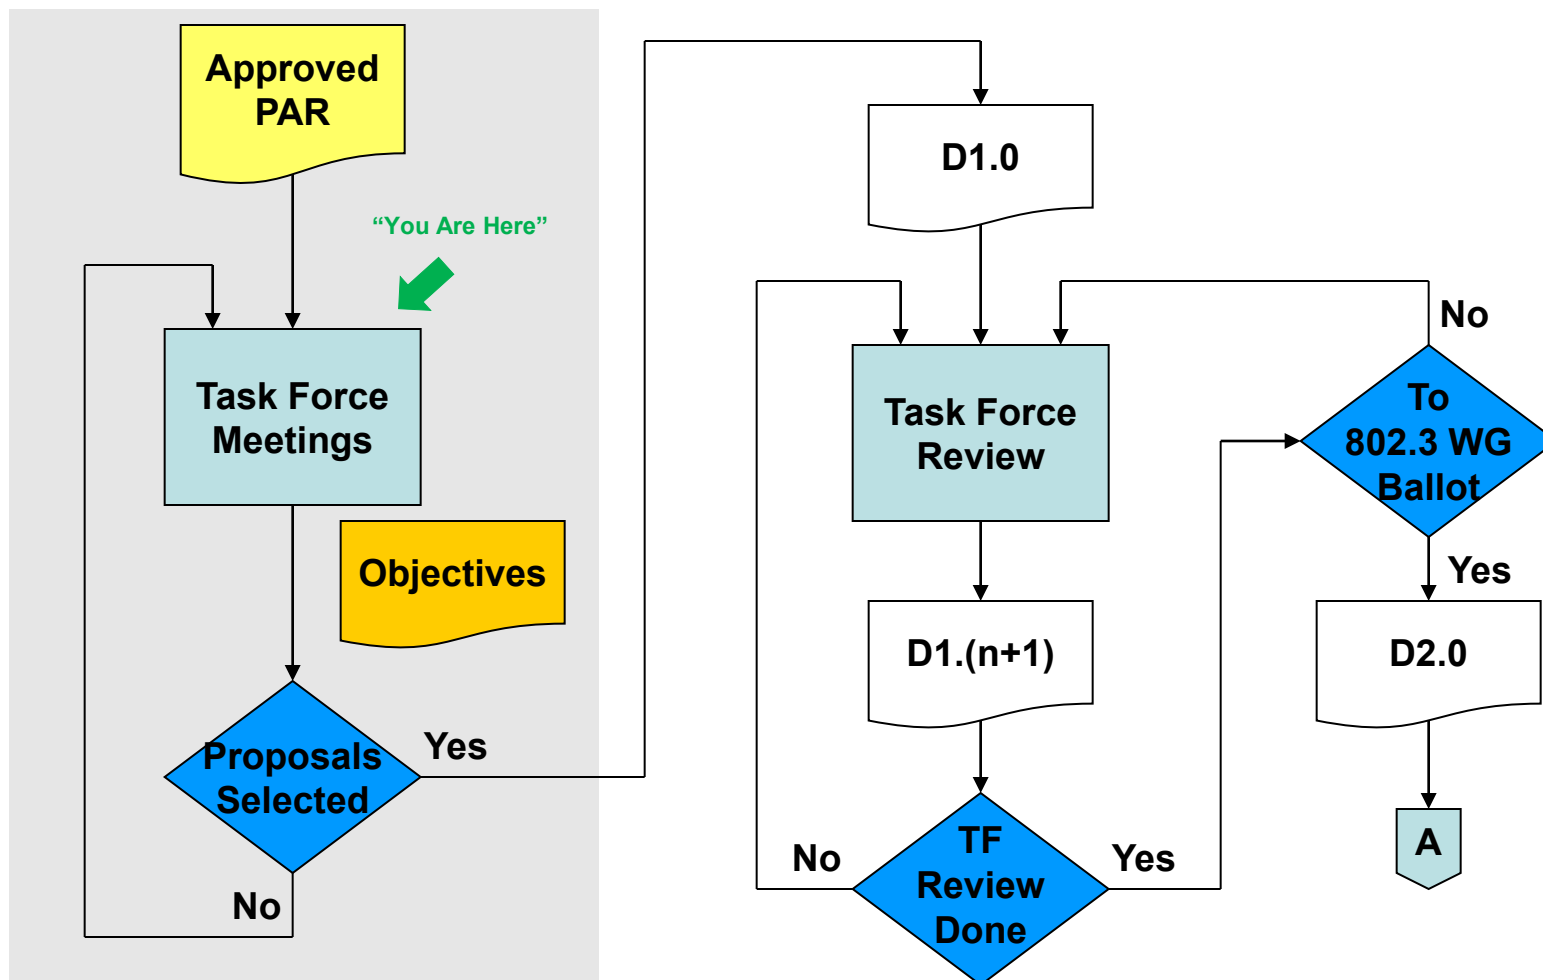 Approved
PAR
“You Are Here”
Task Force
Meetings
Objectives
Proposals
Selected
Yes
No
D1.0
Task Force
Review
D1.(n+1)
TF
Review
Done
No
Yes
To
802.3 WG
Ballot
No
Yes
D2.0
A